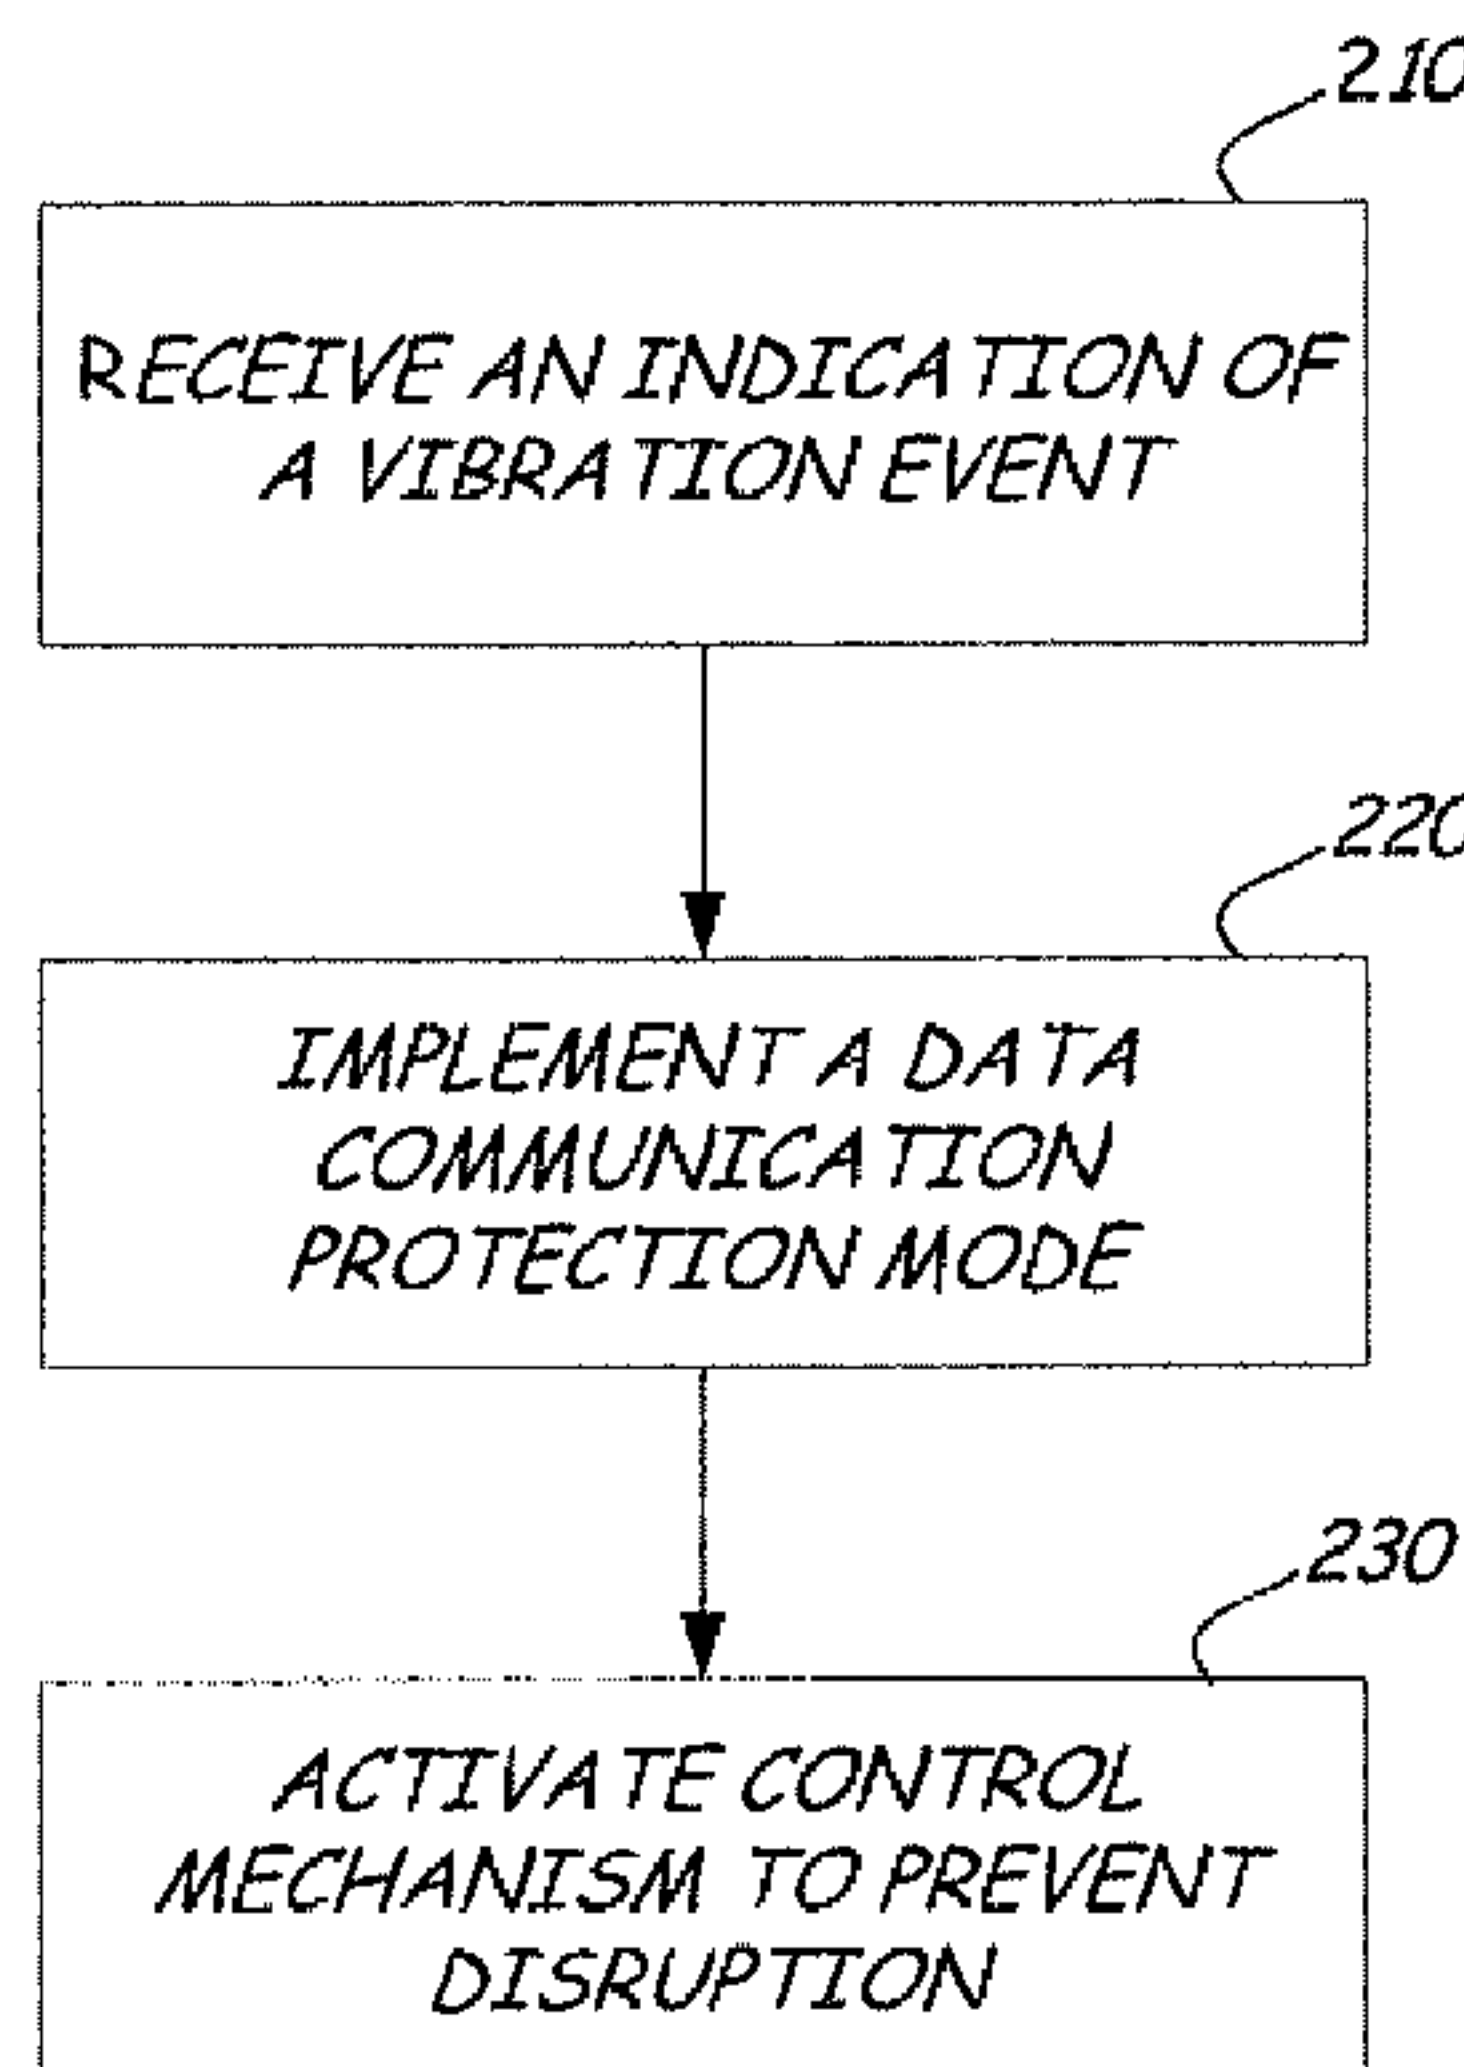 210
RECEIVE AN INDICATION OF
A VIBRATION EVENT
220
IMPLEMENT A DATA
COMMUNICATION
PROTECTION MODE
230
ACTIVATE CONTROL
MECHANISM TO PREVENT
DISRUPTION